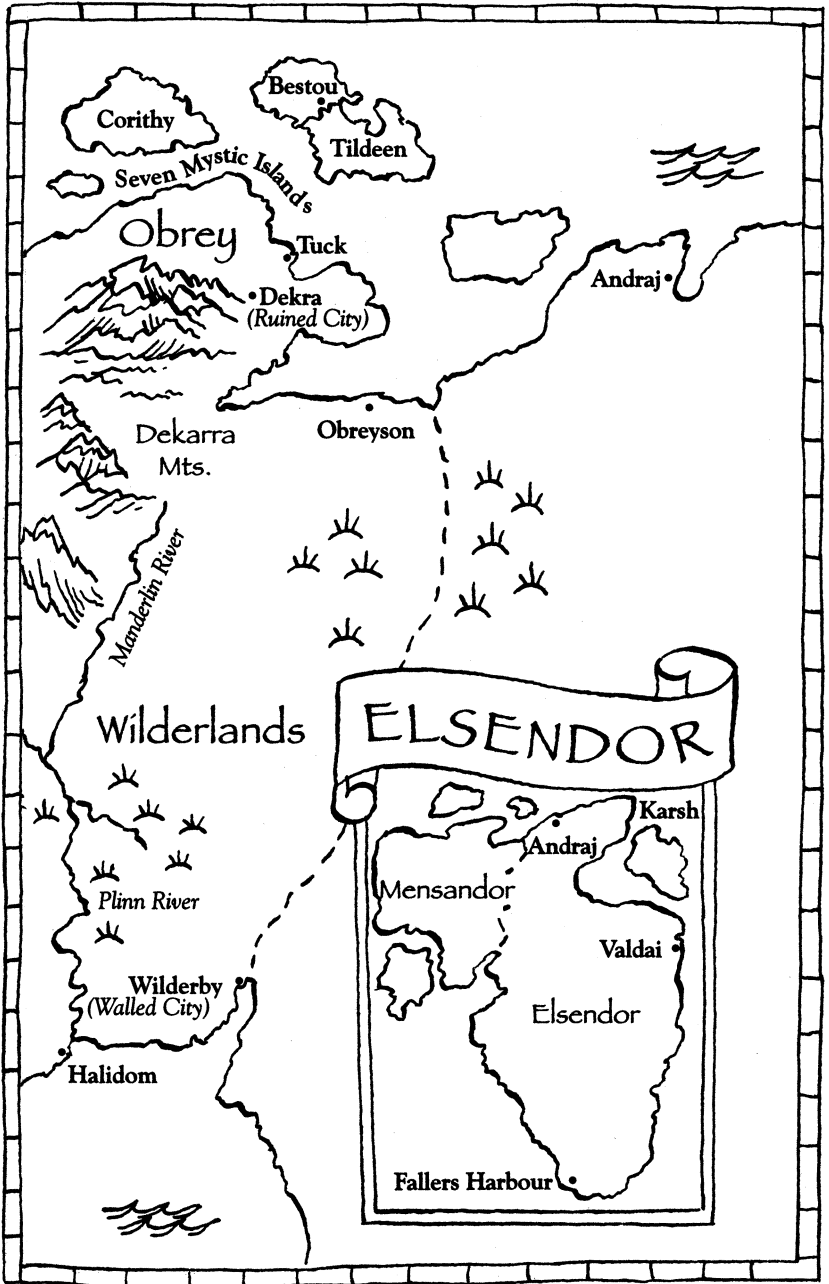 Bestou
Corithy
Tildeen
Seven Mystic Islands
Obrey
Tuck
Andraj
Dekra
(Ruined City)
Obreyson
Dekarra
Mts.
Manderlin River
Wilderlands
ELSENDOR
Karsh
Andraj
Mensandor
Plinn River
Valdai
Wilderby
(Walled City)
Elsendor
Halidom
Fallers Harbour